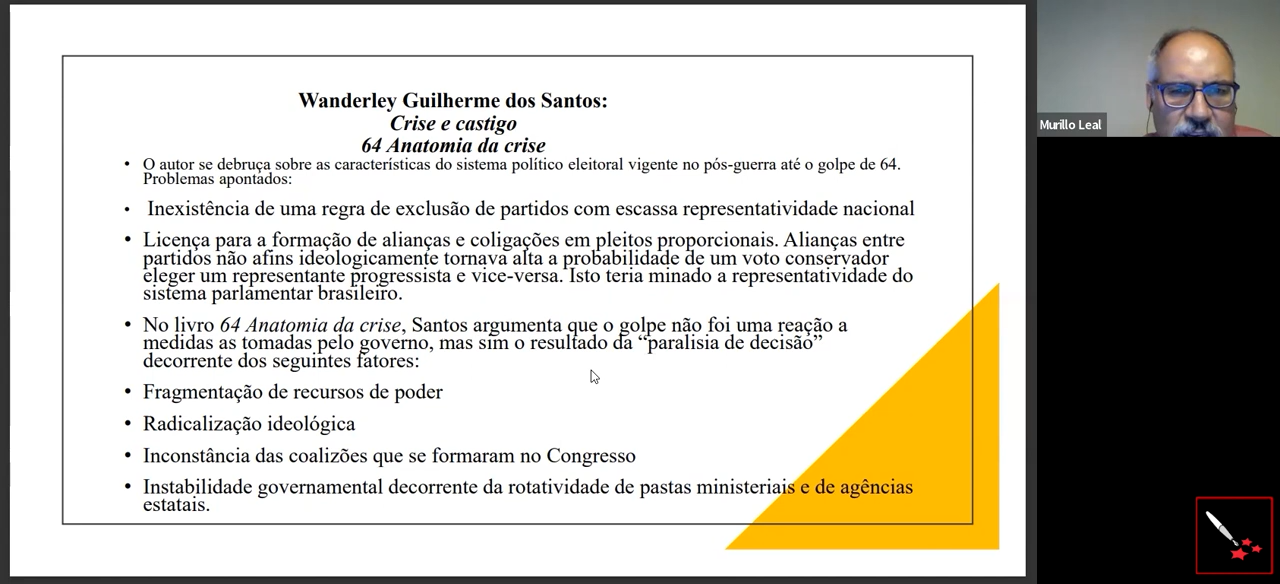 Wanderley Guilherme dos Santos:
Crise e castigo
64 Anatomia da crise
• O autor se debruça sobre as características do sistema político eleitoral vigente no pós-guerra até o golpe de 64.
Problemas apontados:
• Inexistência de uma regra de exclusão de partidos com escassa representatividade nacional
• Licença para a formação de alianças e coligações em pleitos proporcionais. Alianças entre
partidos não afins ideologicamente tornava alta a probabilidade de um voto conservador
eleger um representante progressista e vice-versa. Isto teria minado a representatividade do
sistema parlamentar brasileiro.
• No livro 64 Anatomia da crise, Santos argumenta que o golpe não foi uma reação a
medidas as tomadas pelo governo, mas sim o resultado da “paralisia de decisão”
decorrente dos seguintes fatores:
• Fragmentação de recursos de poder
• Radicalização ideológica
• Inconstância das coalizões que se formaram no Congresso
• Instabilidade governamental decorrente da rotatividade de pastas ministeriais e de agências
estatais.
Murillo Leal